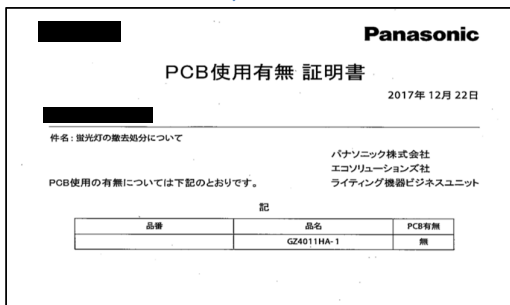 Panasonic
PCB使用有無 証明書
2017年 12月 22日
件名：蛍光灯の撤去処分について
パナソニック株式会社
エコソリューションズ社
PCB使用の有無については下記のとおりです。 ライティング機器ビジネスユニット
記
品番 品名 PCB有無
GZ4011HA-1 無